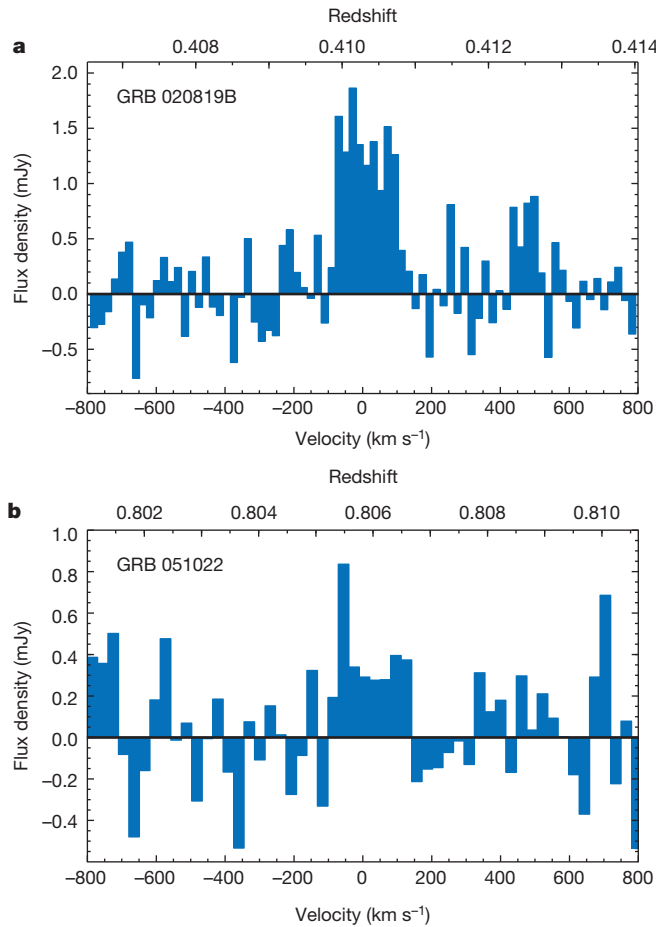 Redshift
a
0.408 0.410 0.412 0.414
2.0
GRB 020819B
1.5
1.0
0.5
0.0
−0.5
Flux density (mJy)
−800 −600 −400 −200 0 200 400 600 800
Velocity (km s⁻¹)
Redshift
b
0.802 0.804 0.806 0.808 0.810
1.0
GRB 051022
0.8
0.6
0.4
0.2
0.0
−0.2
−0.4
Flux density (mJy)
−800 −600 −400 −200 0 200 400 600 800
Velocity (km s⁻¹)